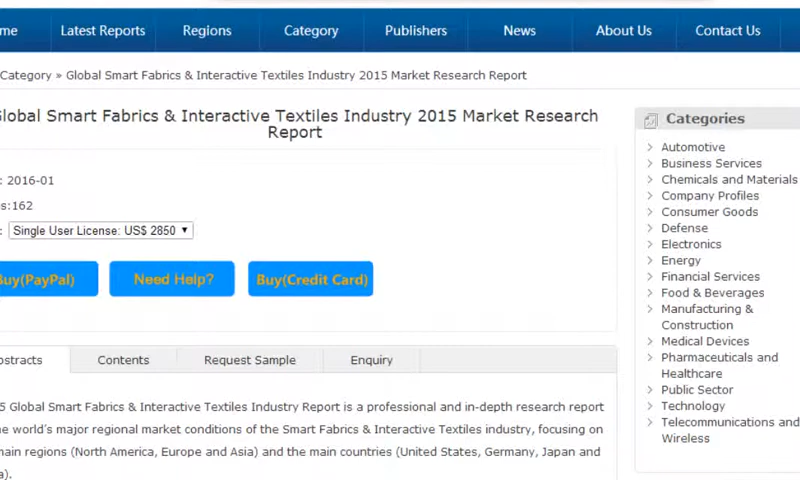 me Latest Reports Regions Category Publishers News About Us Contact Us
Category » Global Smart Fabrics & Interactive Textiles Industry 2015 Market Research Report
Global Smart Fabrics & Interactive Textiles Industry 2015 Market Research
Report
: 2016-01
s:162
: Single User License: US$ 2850
Buy(PayPal) Need Help? Buy(Credit Card)
ostracts Contents Request Sample Enquiry
5 Global Smart Fabrics & Interactive Textiles Industry Report is a professional and in-depth research report
e world's major regional market conditions of the Smart Fabrics & Interactive Textiles industry, focusing on
main regions (North America, Europe and Asia) and the main countries (United States, Germany, Japan and
a).
Categories
Automotive
Business Services
Chemicals and Materials
Company Profiles
Consumer Goods
Defense
Electronics
Energy
Financial Services
Food & Beverages
Manufacturing &
Construction
Medical Devices
Pharmaceuticals and
Healthcare
Public Sector
Technology
Telecommunications and
Wireless